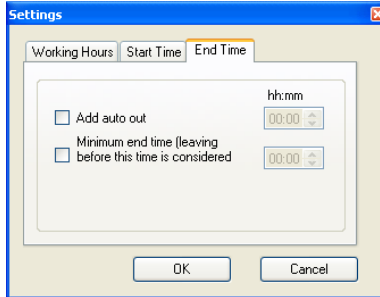 Settings
Working Hours Start Time End Time
hh:mm
Add auto out 00:00
Minimum end time (leaving
before this time is considered 00:00
OK Cancel